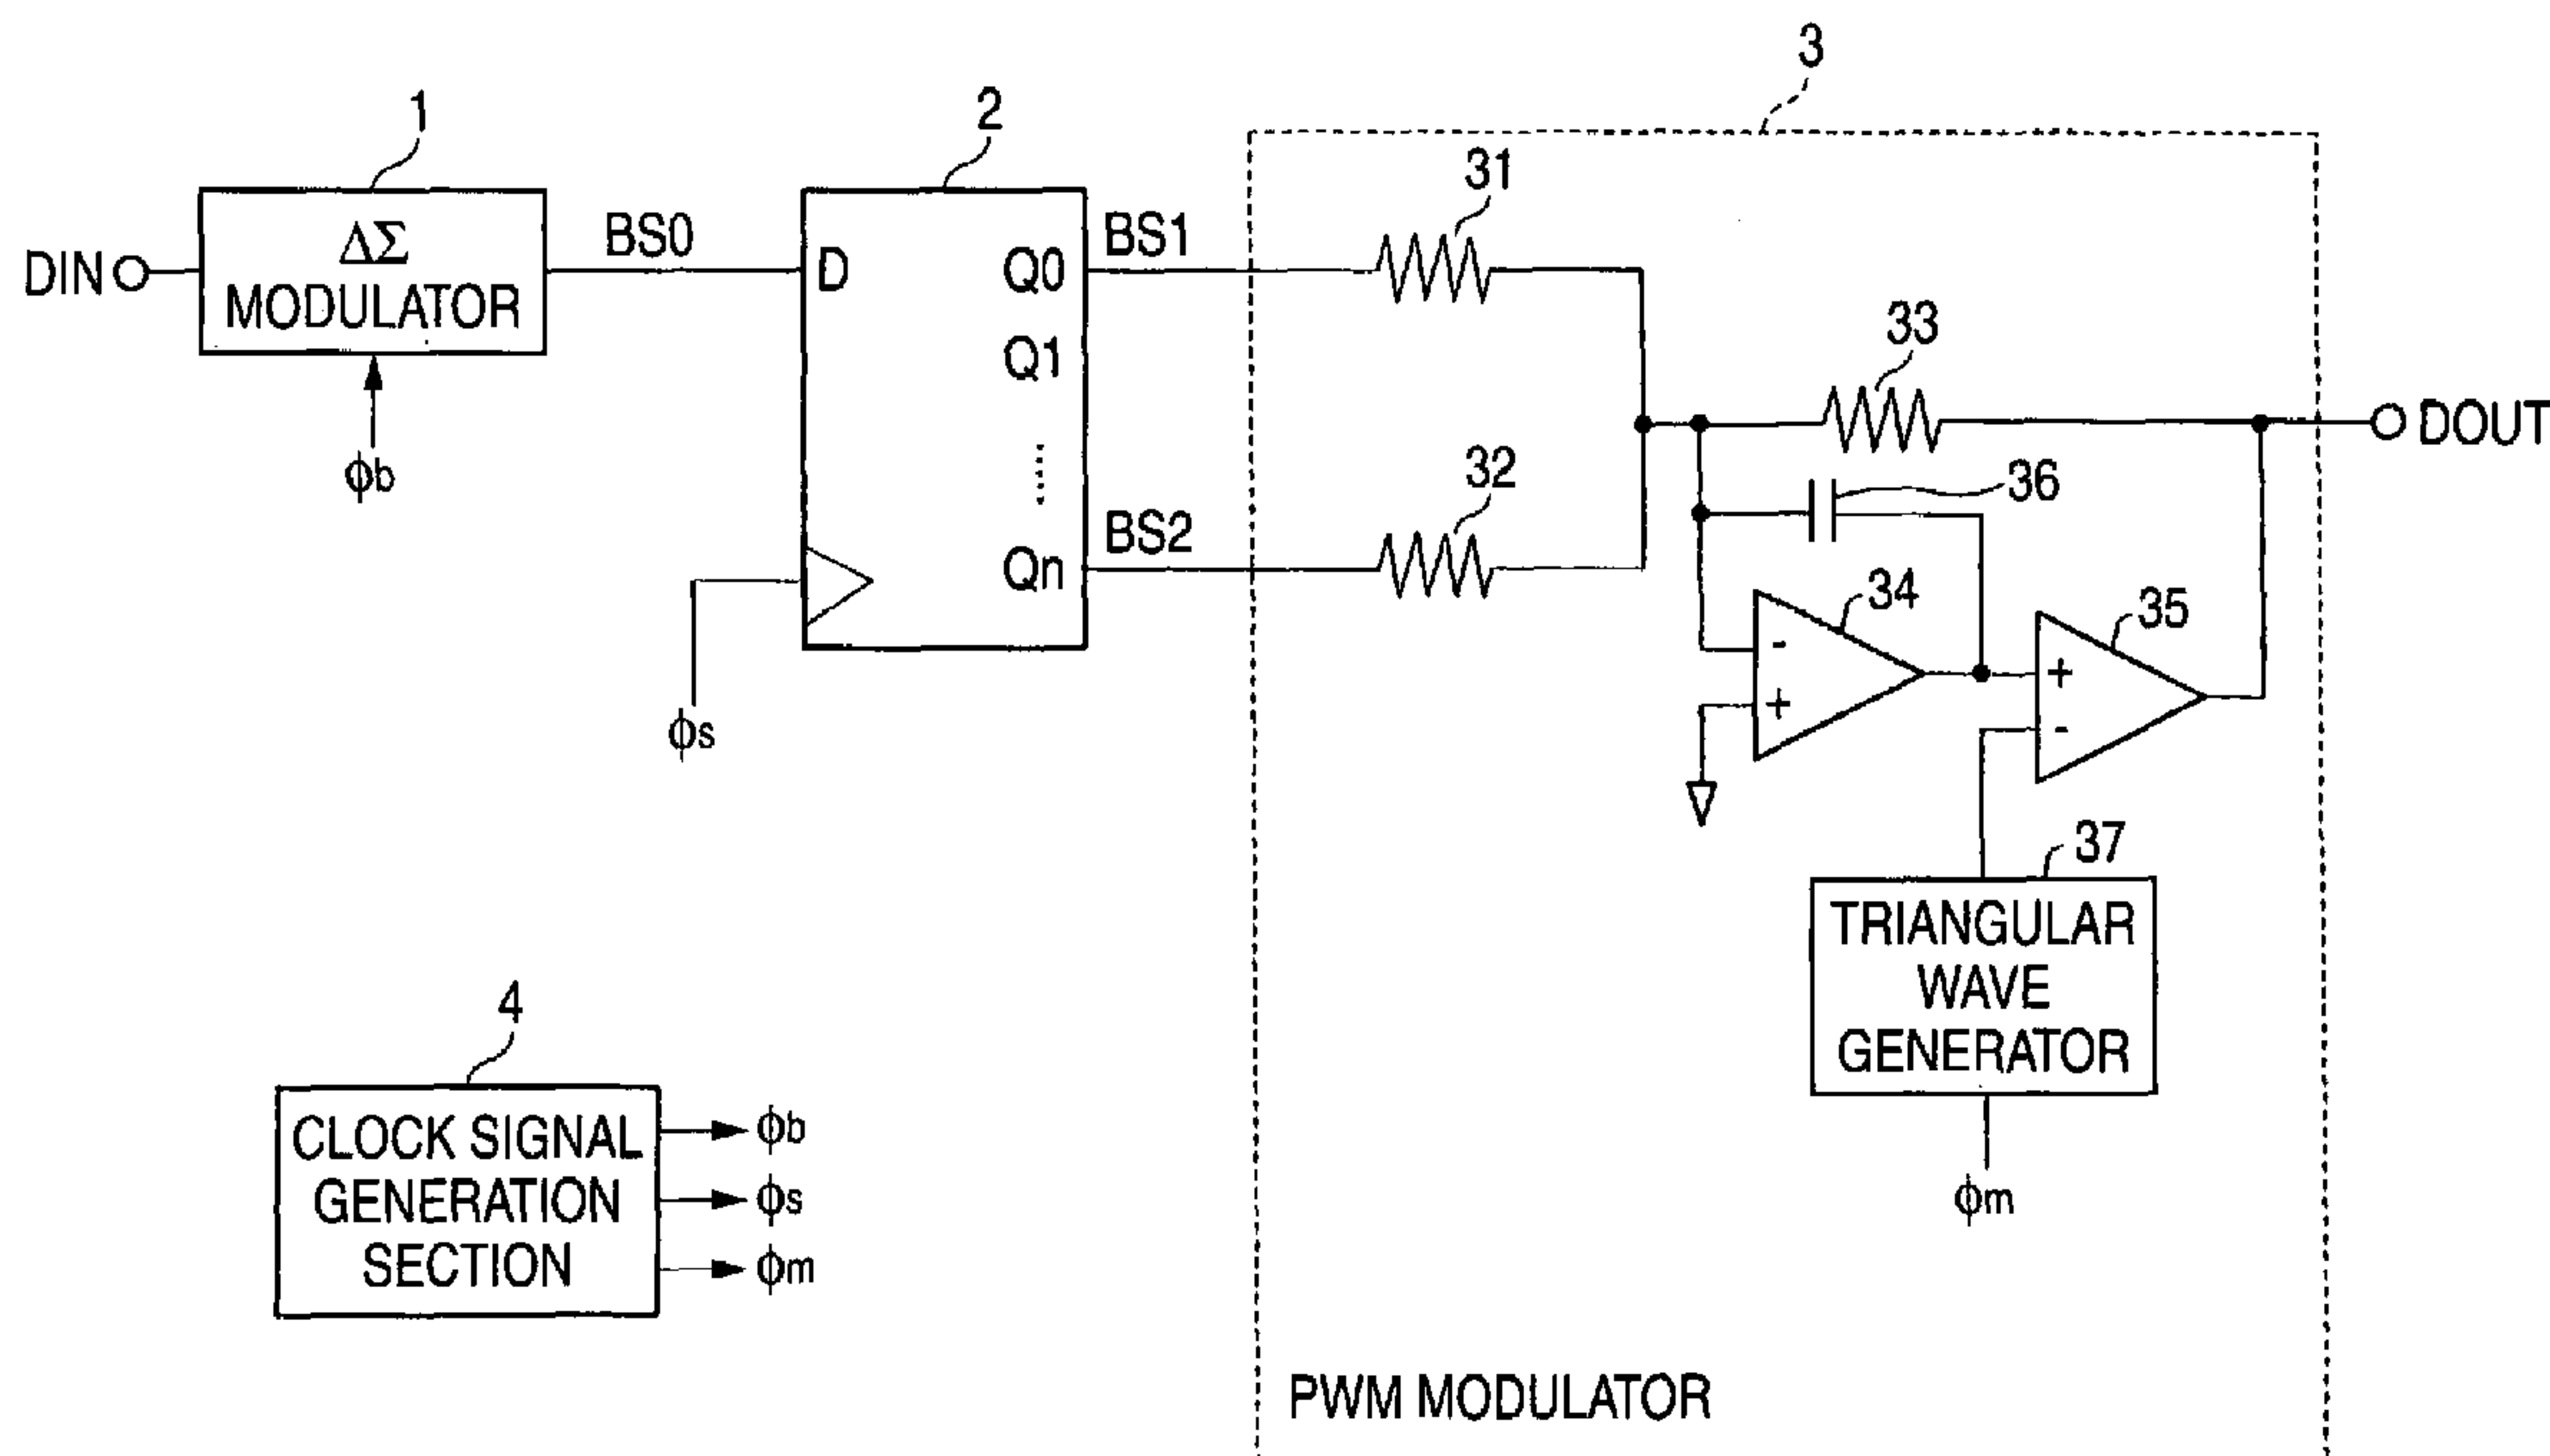 3
1
2
31
DIN
ΔΣ
MODULATOR
BS0
D
Q0
BS1
Q1
33
DOUT
ϕb
32
36
BS2
Qn
34
35
-
+
+
-
ϕs
37
TRIANGULAR
WAVE
GENERATOR
ϕm
4
CLOCK SIGNAL
GENERATION
SECTION
ϕb
ϕs
ϕm
PWM MODULATOR